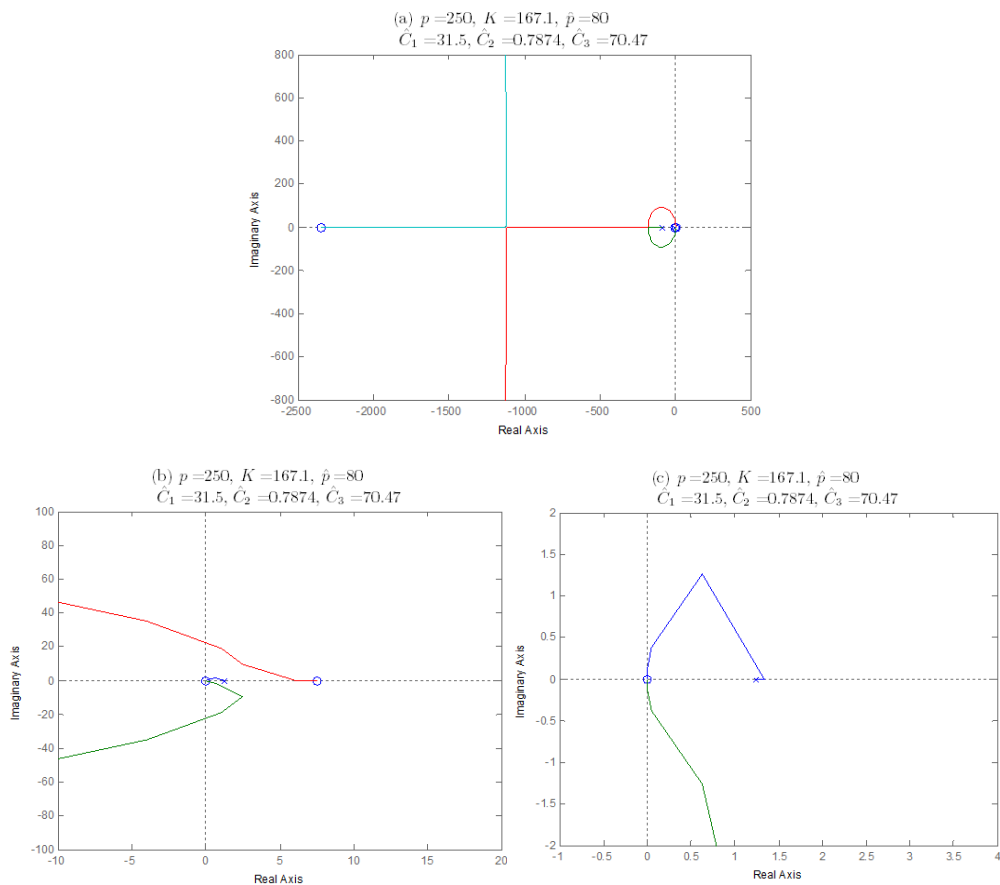 (a) p =250, K =167.1, p̂ =80
Ĉ₁ =31.5, Ĉ₂ =0.7874, Ĉ₃ =70.47
800
600
400
200
0
-200
-400
-600
-800
Imaginary Axis
-2500 -2000 -1500 -1000 -500 0 500
Real Axis
(b) p =250, K =167.1, p̂ =80
Ĉ₁ =31.5, Ĉ₂ =0.7874, Ĉ₃ =70.47
100
80
60
40
20
0
-20
-40
-60
-80
-100
Imaginary Axis
-10 -5 0 5 10 15 20
Real Axis
(c) p =250, K =167.1, p̂ =80
Ĉ₁ =31.5, Ĉ₂ =0.7874, Ĉ₃ =70.47
2
1.5
1
0.5
0
-0.5
-1
-1.5
-2
Imaginary Axis
-1 -0.5 0 0.5 1 1.5 2 2.5 3 3.5 4
Real Axis